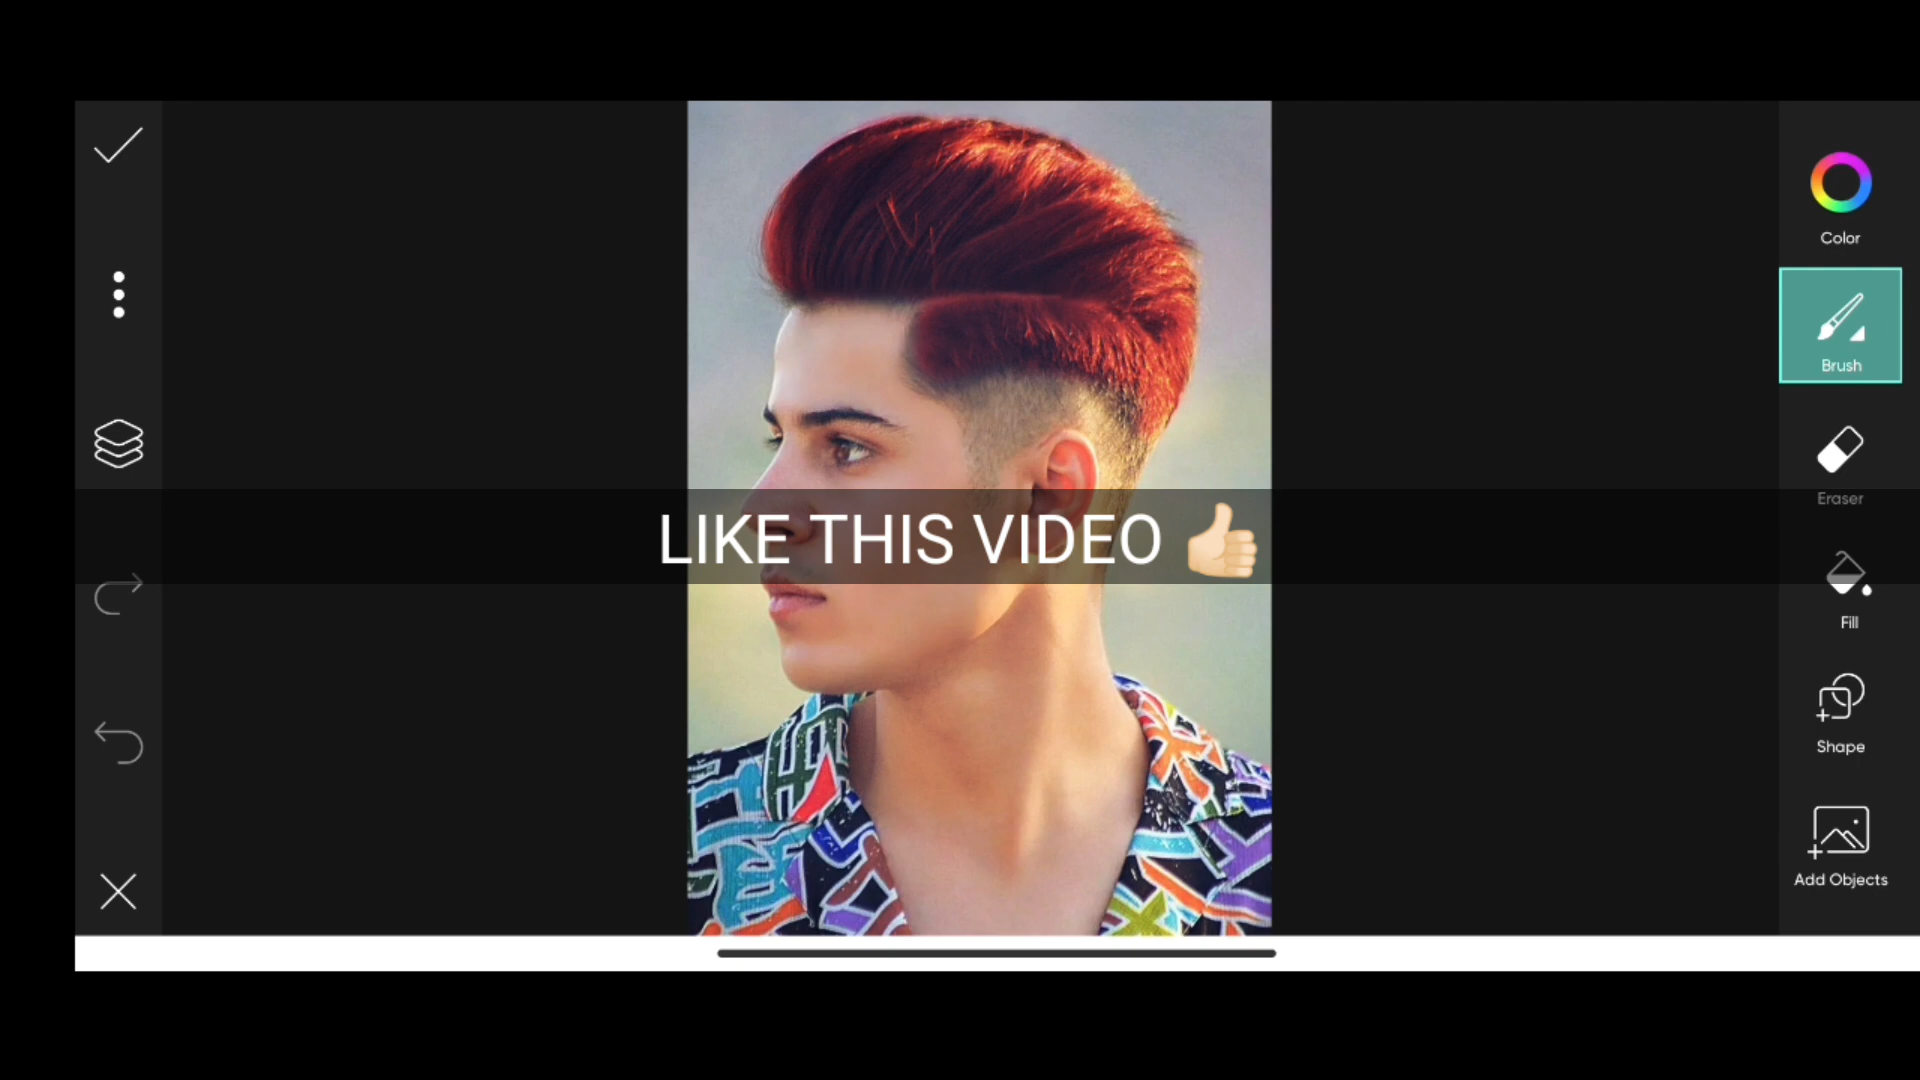 Color
Brush
Eraser
LIKE THIS VIDEO 👍🏻
Fill
Shape
Add Objects